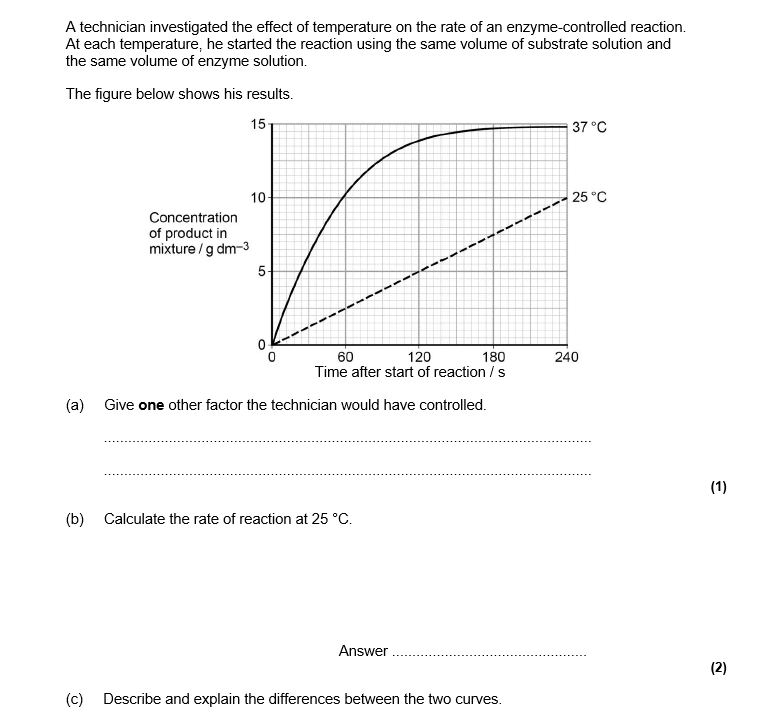 A technician investigated the effect of temperature on the rate of an enzyme-controlled reaction.
At each temperature, he started the reaction using the same volume of substrate solution and
the same volume of enzyme solution.
The figure below shows his results.
15
37 °C
10
25 °C
Concentration
of product in
mixture / g dm⁻³
5
0
0 60 120 180 240
Time after start of reaction / s
(a) Give one other factor the technician would have controlled.
(1)
(b) Calculate the rate of reaction at 25 °C.
Answer
(2)
(c) Describe and explain the differences between the two curves.